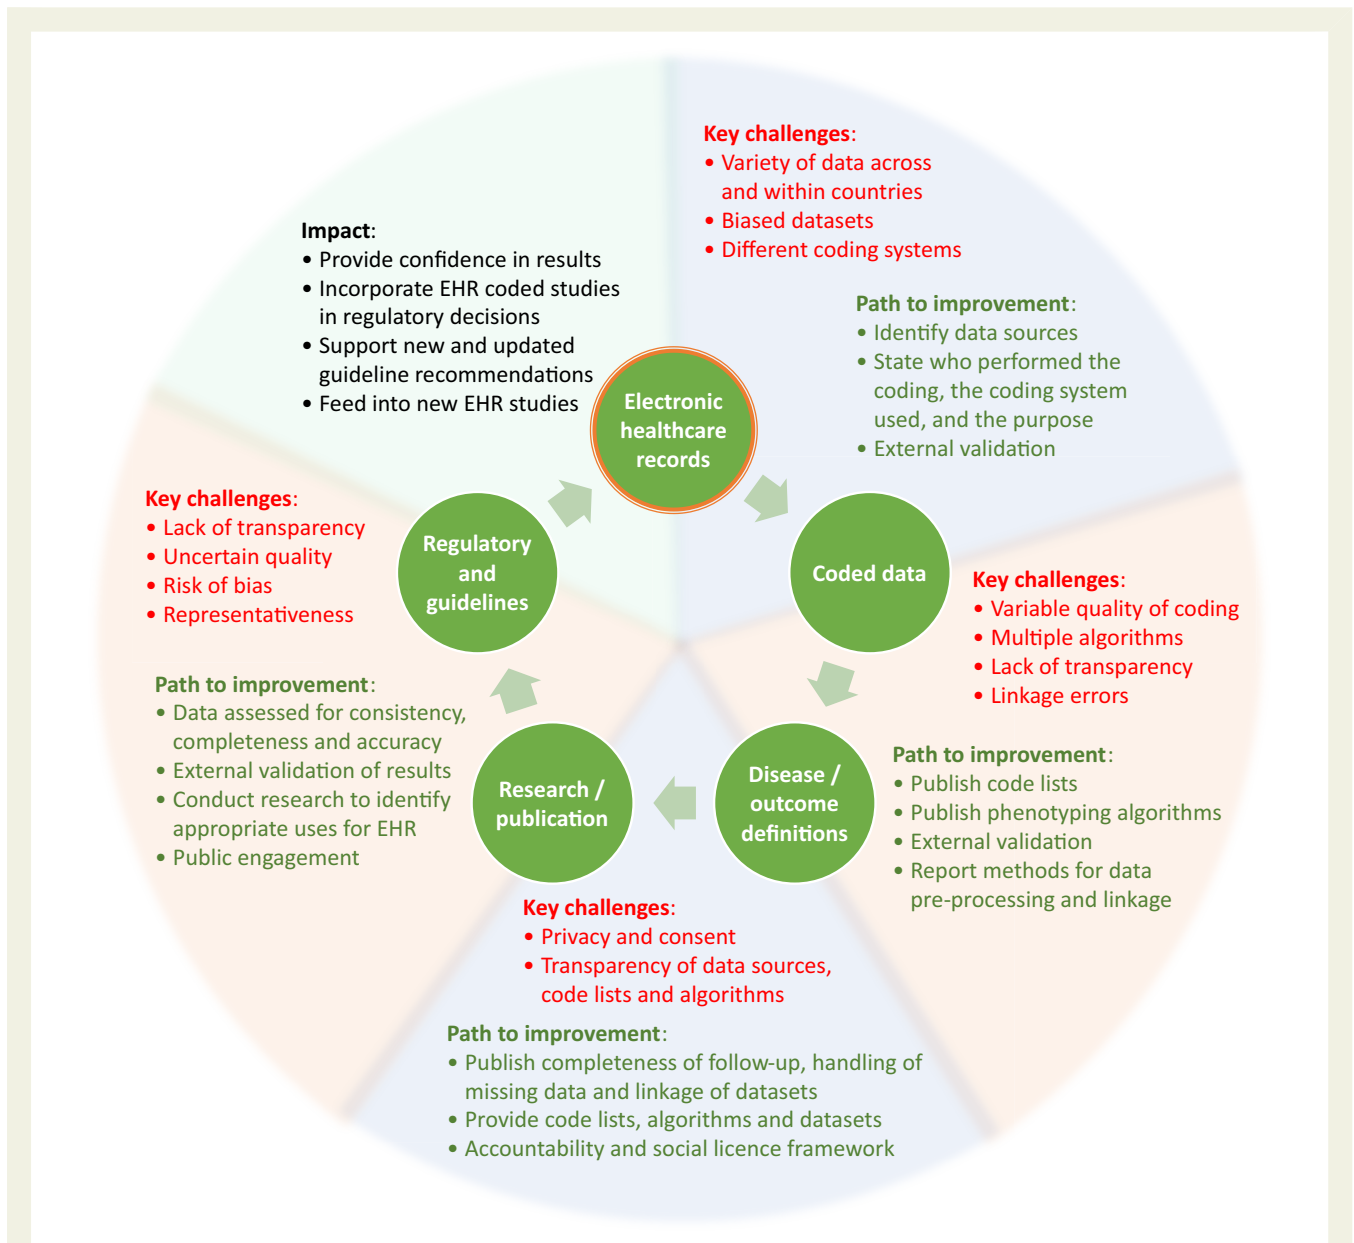 Key challenges:
• Variety of data across
and within countries
• Biased datasets
• Different coding systems
Path to improvement:
• Identify data sources
• State who performed the
coding, the coding system
used, and the purpose
• External validation
Impact:
• Provide confidence in results
• Incorporate EHR coded studies
in regulatory decisions
• Support new and updated
guideline recommendations
• Feed into new EHR studies
Electronic
healthcare
records
Coded data
Key challenges:
• Variable quality of coding
• Multiple algorithms
• Lack of transparency
• Linkage errors
Path to improvement:
• Publish code lists
• Publish phenotyping algorithms
• External validation
• Report methods for data
pre-processing and linkage
Disease /
outcome
definitions
Key challenges:
• Privacy and consent
• Transparency of data sources,
code lists and algorithms
Path to improvement:
• Publish completeness of follow-up, handling of
missing data and linkage of datasets
• Provide code lists, algorithms and datasets
• Accountability and social licence framework
Research /
publication
Key challenges:
• Lack of transparency
• Uncertain quality
• Risk of bias
• Representativeness
Path to improvement:
• Data assessed for consistency,
completeness and accuracy
• External validation of results
• Conduct research to identify
appropriate uses for EHR
• Public engagement
Regulatory
and
guidelines